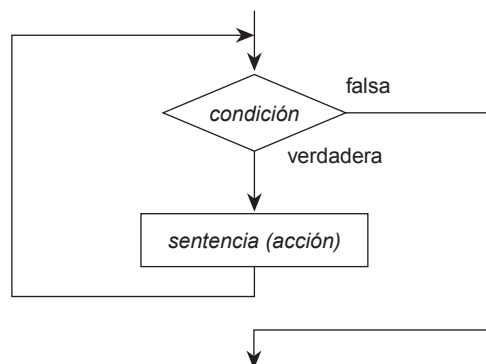 falsa
condición
verdadera
sentencia (acción)